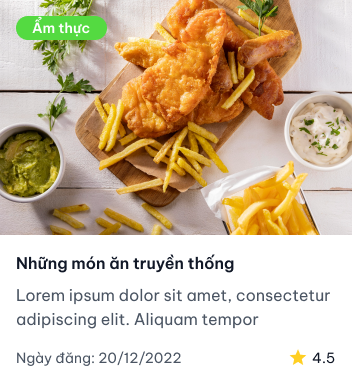 Ẩm thực
Những món ăn truyền thống
Lorem ipsum dolor sit amet, consectetur
adipiscing elit. Aliquam tempor
Ngày đăng: 20/12/2022
4.5